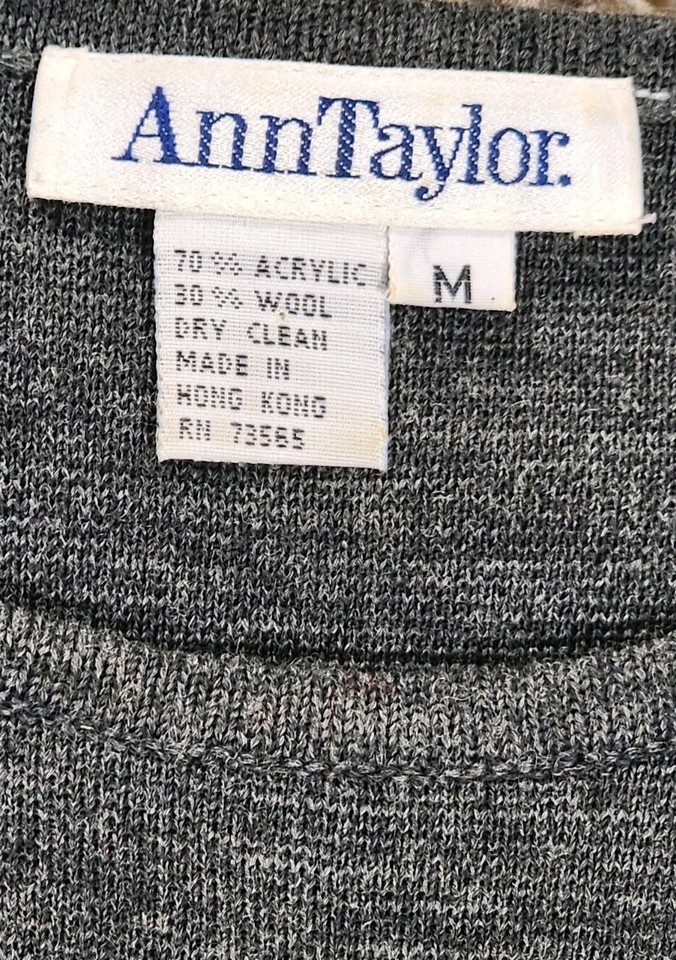 AnnTaylor.
70%% ACRYLIC
30%% WOOL
DRY CLEAN
MADE IN
HONG KONG
RN 73565
M